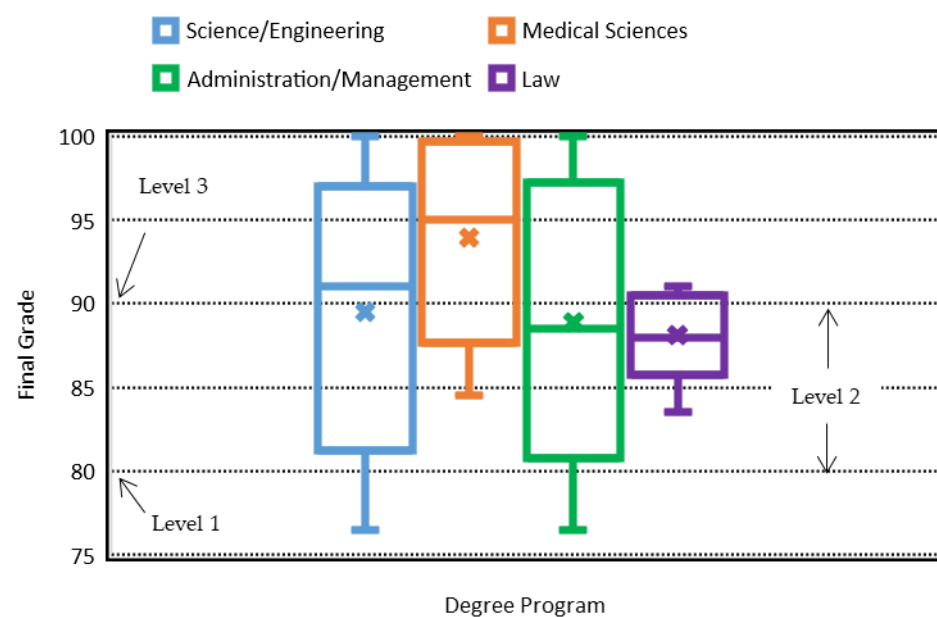 Science/Engineering
Medical Sciences
Administration/Management
Law
100
Level 3
95
90
Final Grade
85
Level 2
80
Level 1
75
Degree Program